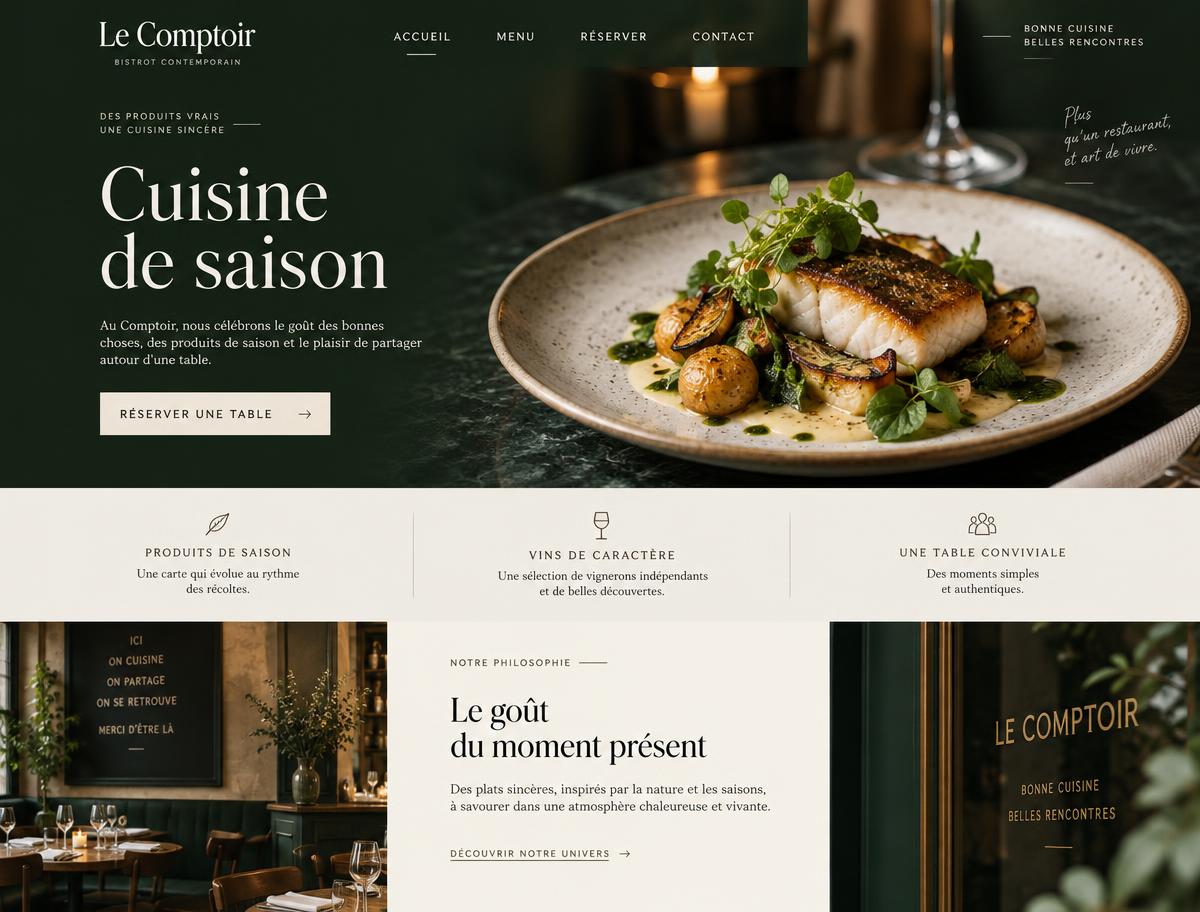 Le Comptoir
BISTROT CONTEMPORAIN
ACCUEIL
MENU
RÉSERVER
CONTACT
BONNE CUISINE
BELLES RENCONTRES
DES PRODUITS VRAIS
UNE CUISINE SINCÈRE
Plus
qu'un restaurant,
et art de vivre.
Cuisine
de saison
Au Comptoir, nous célébrons le goût des bonnes
choses, des produits de saison et le plaisir de partager
autour d'une table.
RÉSERVER UNE TABLE →
PRODUITS DE SAISON
Une carte qui évolue au rythme
des récoltes.
VINS DE CARACTÈRE
Une sélection de vignerons indépendants
et de belles découvertes.
UNE TABLE CONVIVIALE
Des moments simples
et authentiques.
ICI
ON CUISINE
ON PARTAGE
ON SE RETROUVE
MERCI D'ÊTRE LÀ
NOTRE PHILOSOPHIE
Le goût
du moment présent
Des plats sincères, inspirés par la nature et les saisons,
à savourer dans une atmosphère chaleureuse et vivante.
DÉCOUVRIR NOTRE UNIVERS →
LE COMPTOIR
BONNE CUISINE
BELLES RENCONTRES